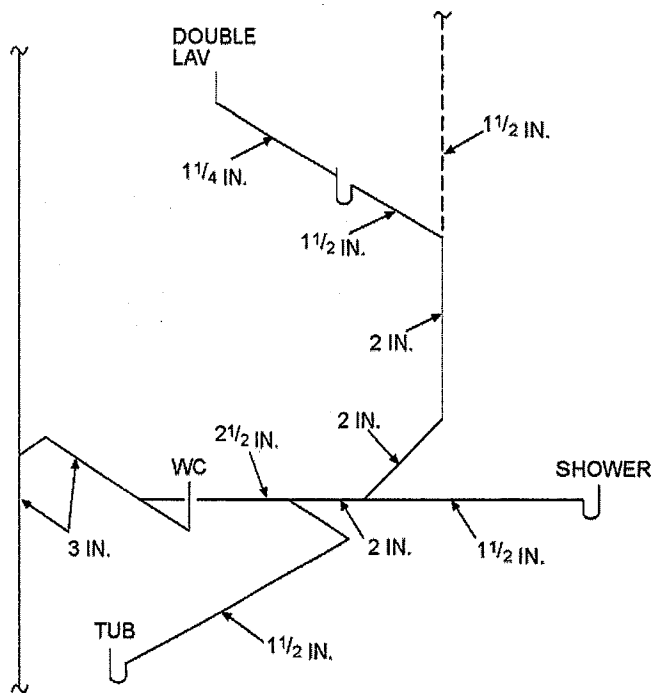 DOUBLE
LAV
1 1/2 IN.
1 1/4 IN.
1 1/2 IN.
2 IN.
2 IN.
2 1/2 IN.
WC
SHOWER
3 IN.
2 IN.
1 1/2 IN.
TUB
1 1/2 IN.